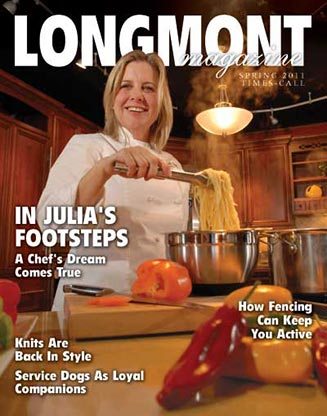 LONGMONT
magazine
SPRING 2011
TIMES-CALL
IN JULIA'S
FOOTSTEPS
A Chef's Dream
Comes True
How Fencing
Can Keep
You Active
Knits Are
Back In Style
Service Dogs As Loyal
Companions